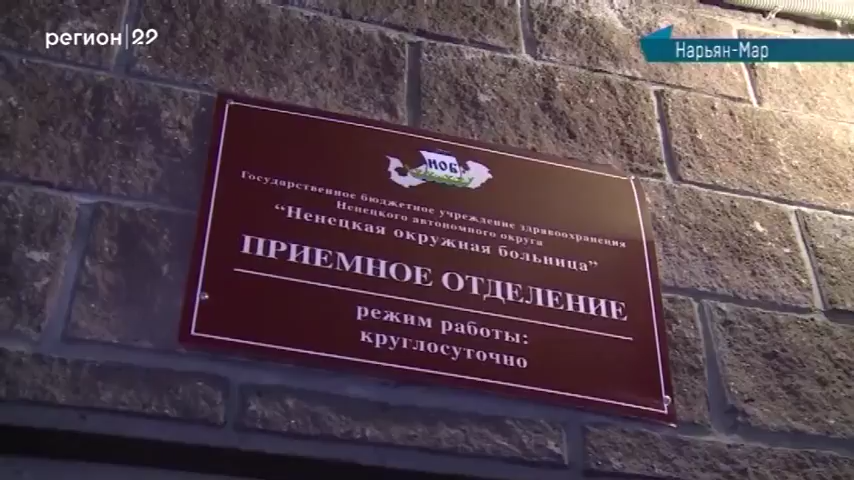 регион|29
Нарьян-Мар
НОБ
Государственное бюджетное учреждение здравоохранения
Ненецкого автономного округа
“Ненецкая окружная больница”
ПРИЕМНОЕ ОТДЕЛЕНИЕ
режим работы:
круглосуточно